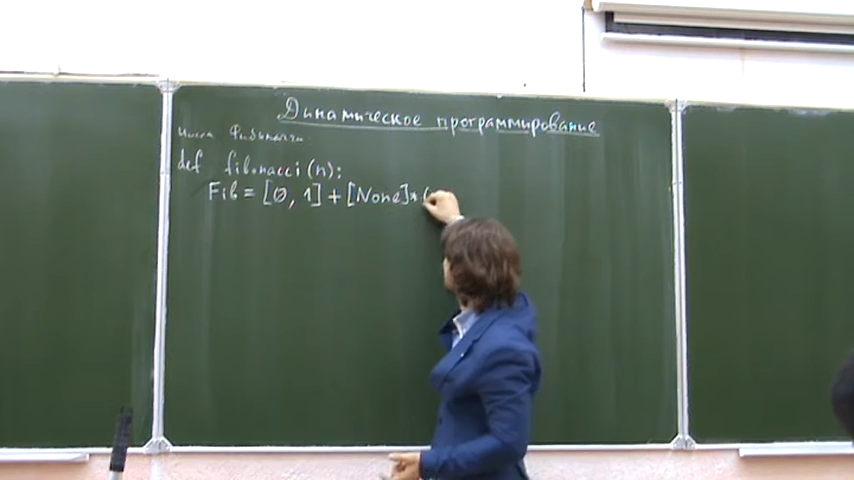 Динамическое программирование
Числа Фибоначчи.
def fibonacci(n):
Fib = [0, 1] + [None]*(